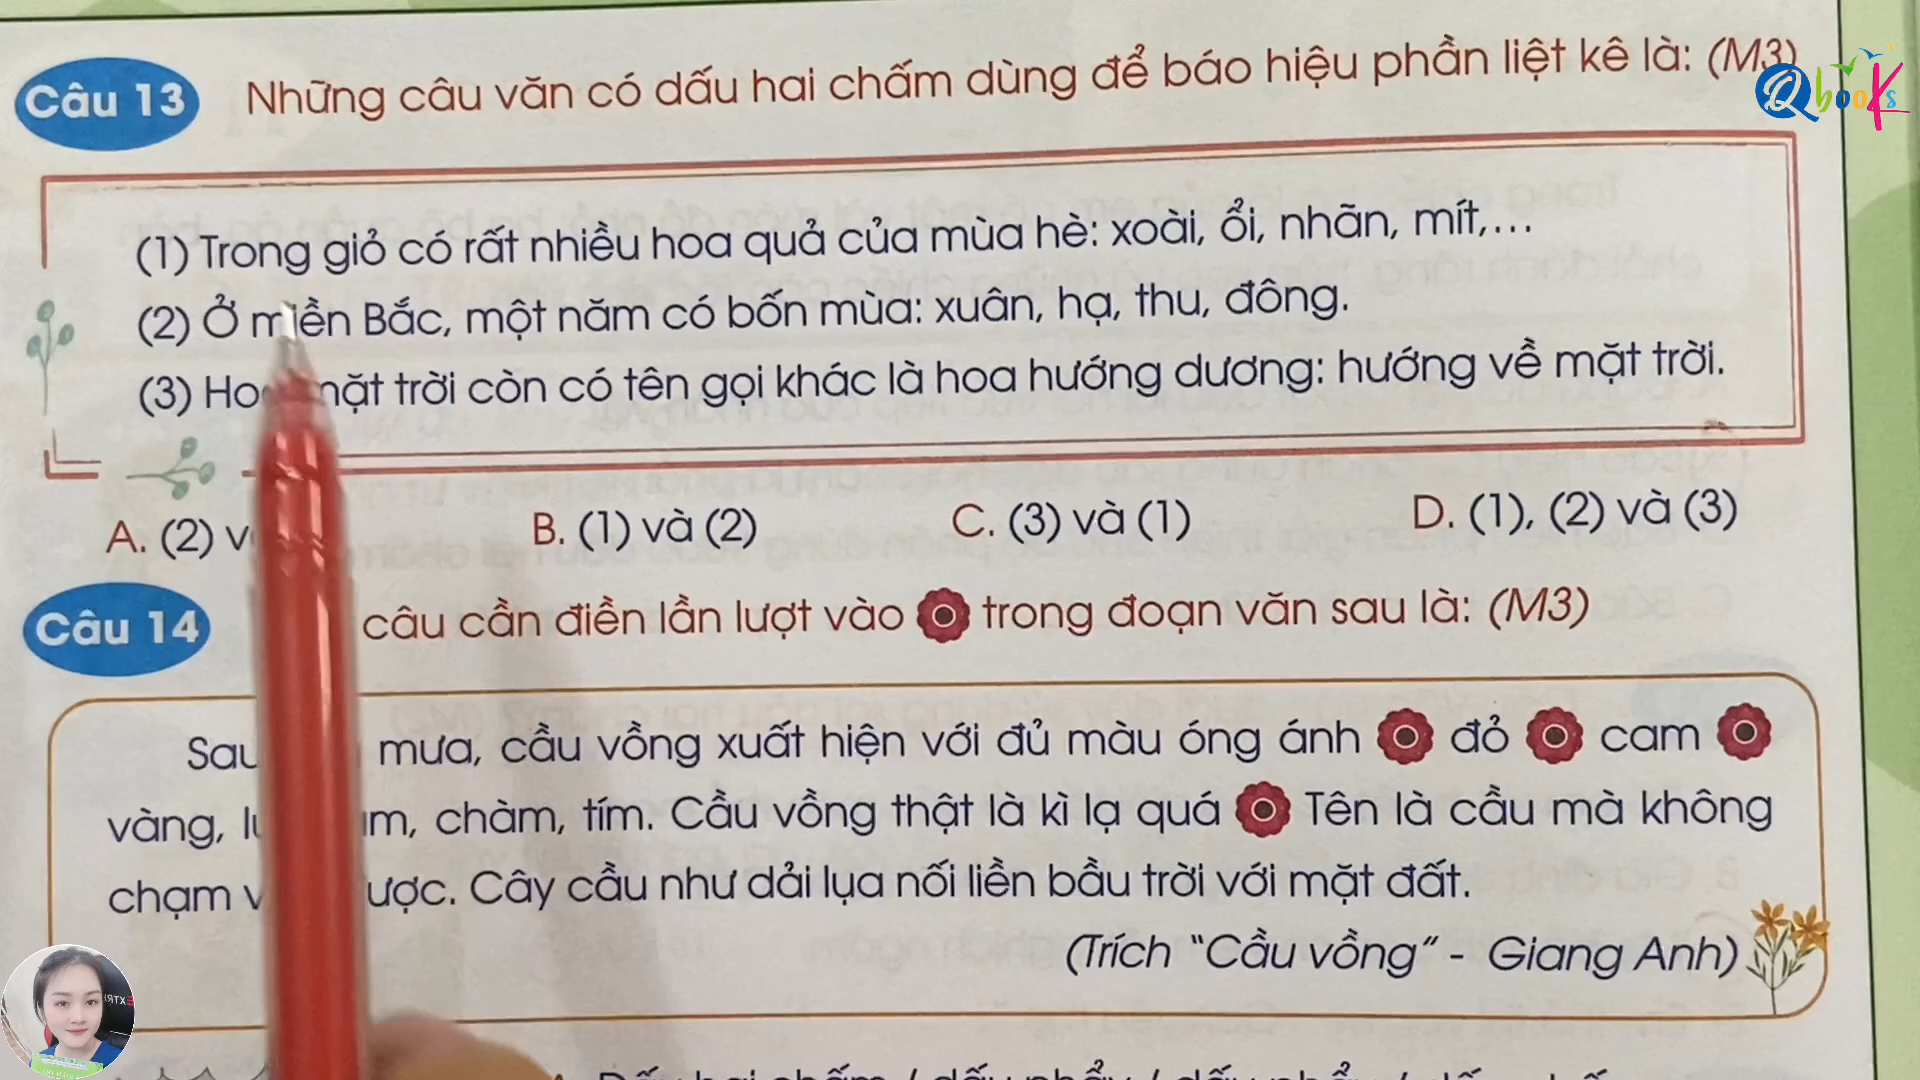 Câu 13 Những câu văn có dấu hai chấm dùng để báo hiệu phần liệt kê là: (M3)
Qbooks
(1) Trong giỏ có rất nhiều hoa quả của mùa hè: xoài, ổi, nhãn, mít,...
(2) Ở miền Bắc, một năm có bốn mùa: xuân, hạ, thu, đông.
(3) mặt trời còn có tên gọi khác là hoa hướng dương: hướng về mặt trời.
A. (2) B. (1) và (2) C. (3) và (1) D. (1), (2) và (3)
Câu 14 câu cần điền lần lượt vào trong đoạn văn sau là: (M3)
Sau mưa, cầu vồng xuất hiện với đủ màu óng ánh đỏ cam
vàng, chàm, tím. Cầu vồng thật là kì lạ quá Tên là cầu mà không
chạm Cây cầu như dải lụa nối liền bầu trời với mặt đất.
(Trích "Cầu vồng" - Giang Anh)